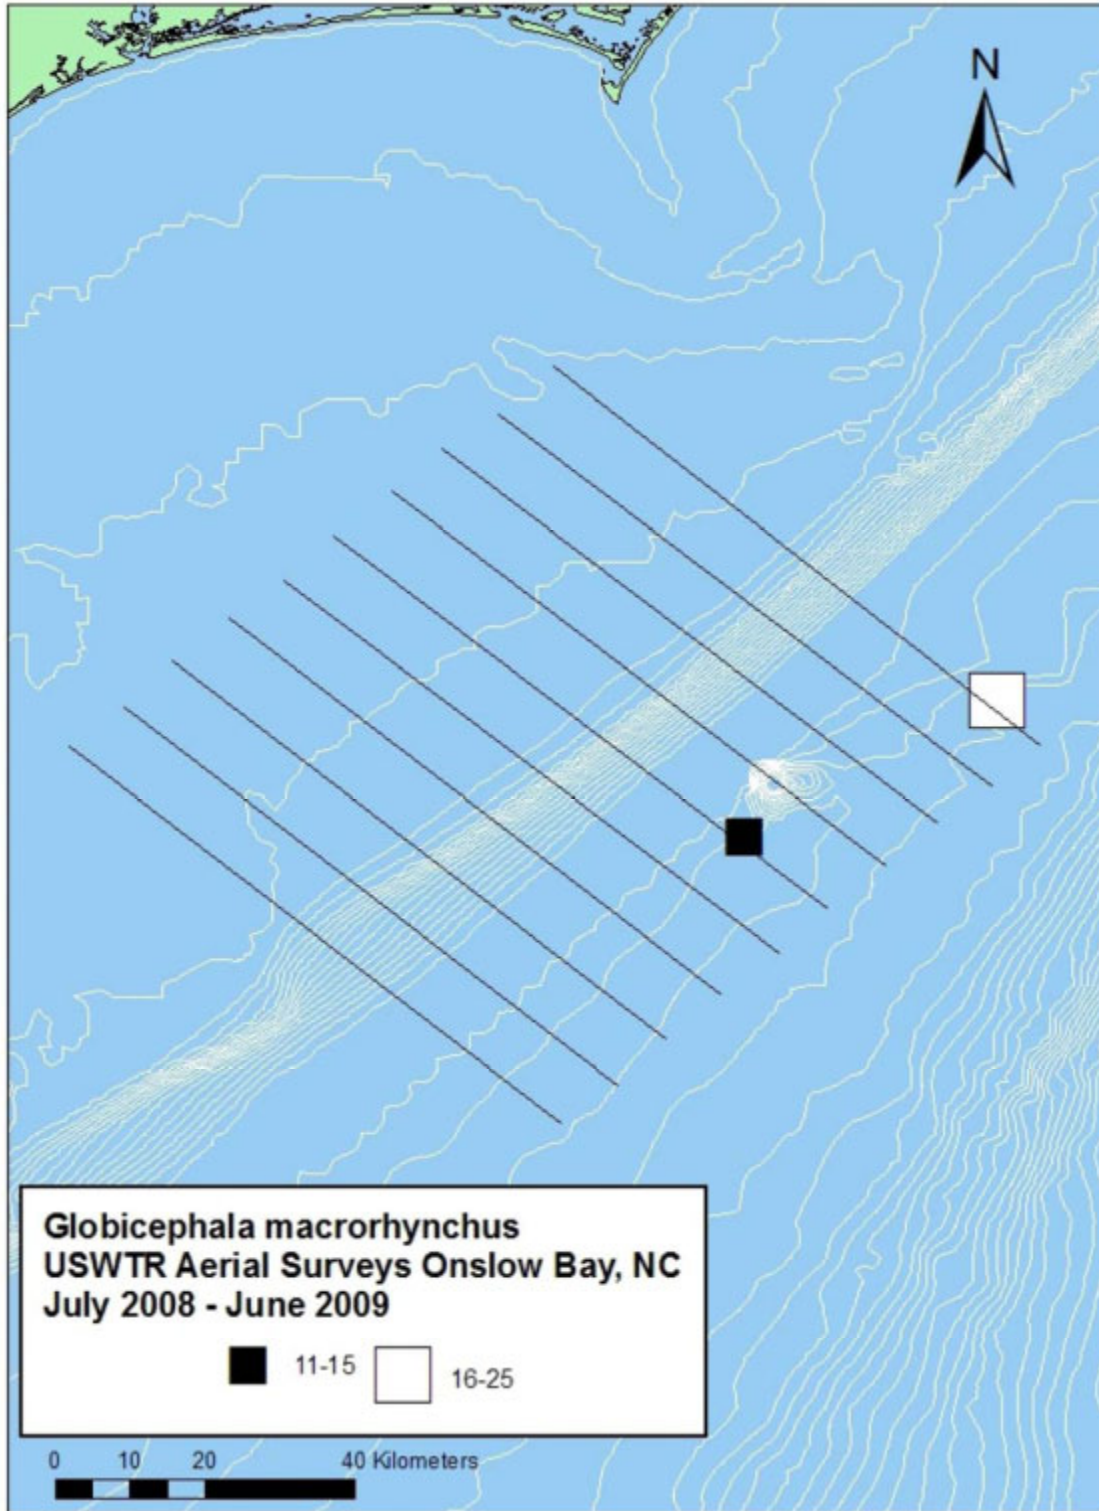 N
Globicephala macrorhynchus
USWTR Aerial Surveys Onslow Bay, NC
July 2008 - June 2009
11-15 16-25
0 10 20 40 Kilometers